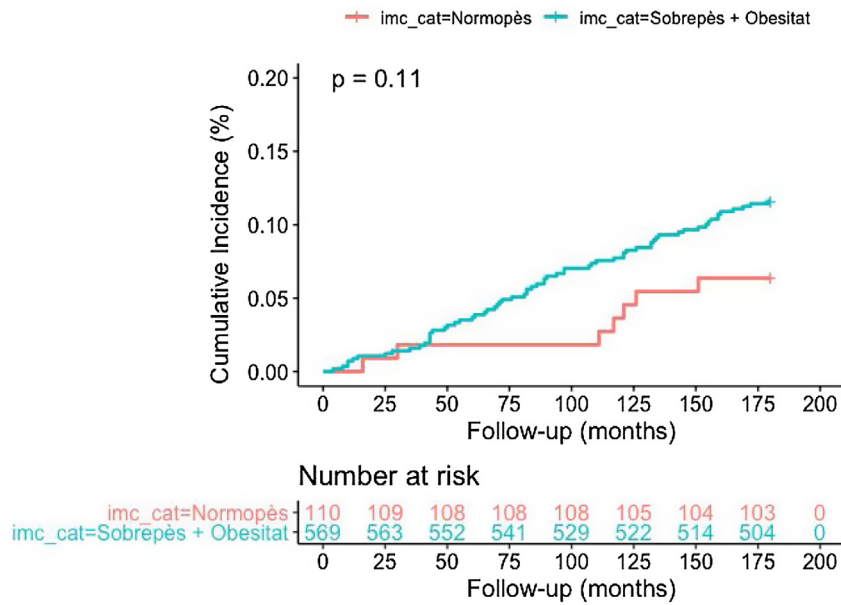 imc_cat=Normopès imc_cat=Sobrepès + Obesitat
p = 0.11
Cumulative Incidence (%)
0.20
0.15
0.10
0.05
0.00
0 25 50 75 100 125 150 175 200
Follow-up (months)
Number at risk
imc_cat=Normopès 110 109 108 108 108 105 104 103 0
imc_cat=Sobrepès + Obesitat 569 563 552 541 529 522 514 504 0
0 25 50 75 100 125 150 175 200
Follow-up (months)